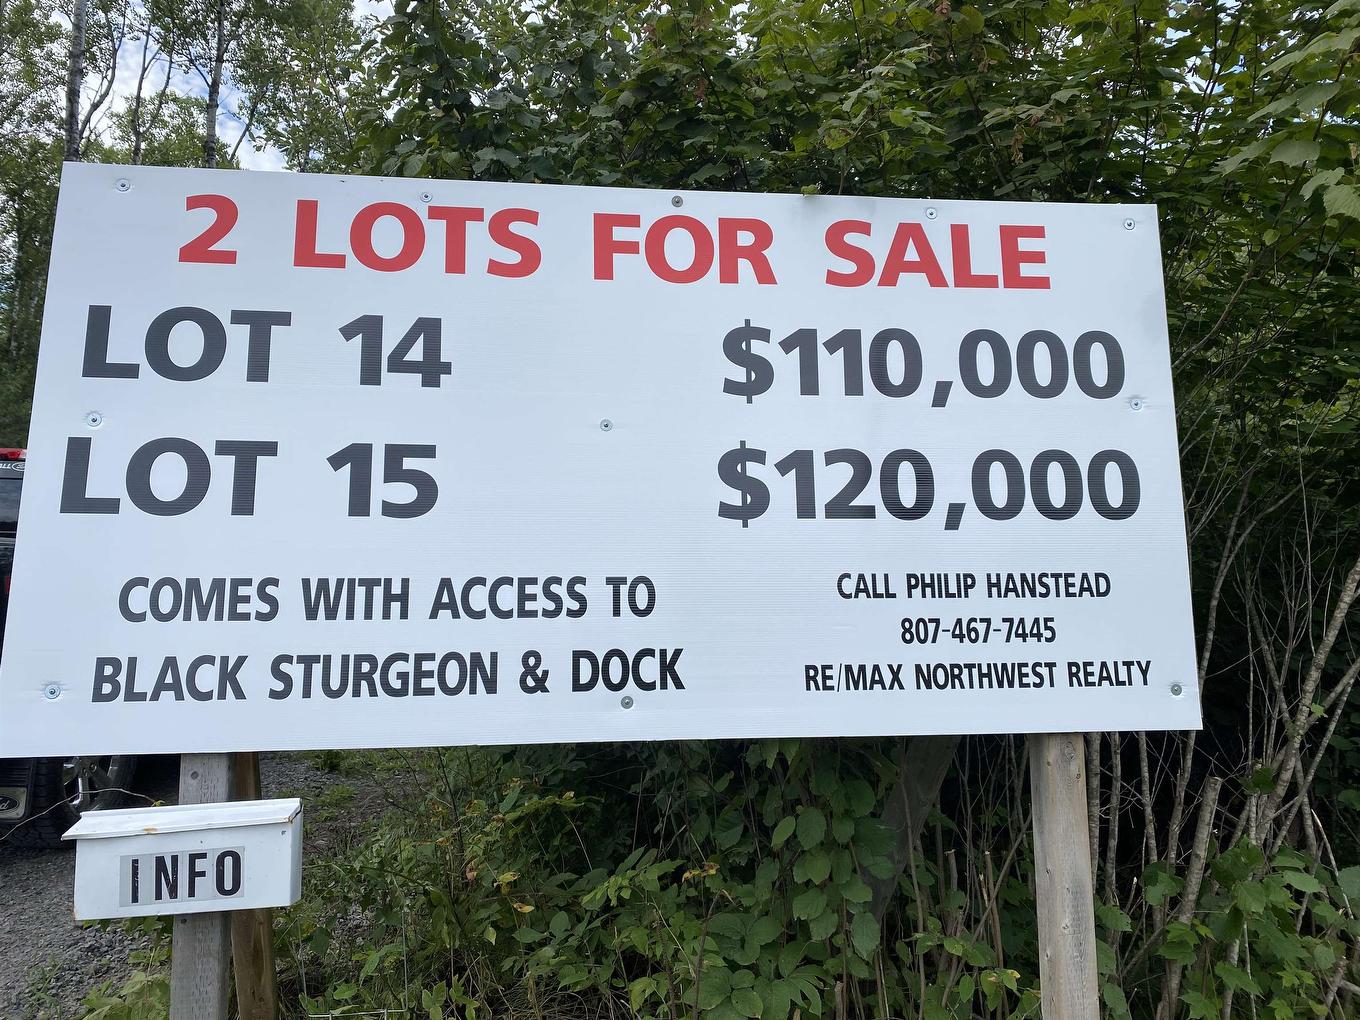 2 LOTS FOR SALE
LOT 14 $110,000
LOT 15 $120,000
COMES WITH ACCESS TO
BLACK STURGEON & DOCK
CALL PHILIP HANSTEAD
807-467-7445
RE/MAX NORTHWEST REALTY
INFO